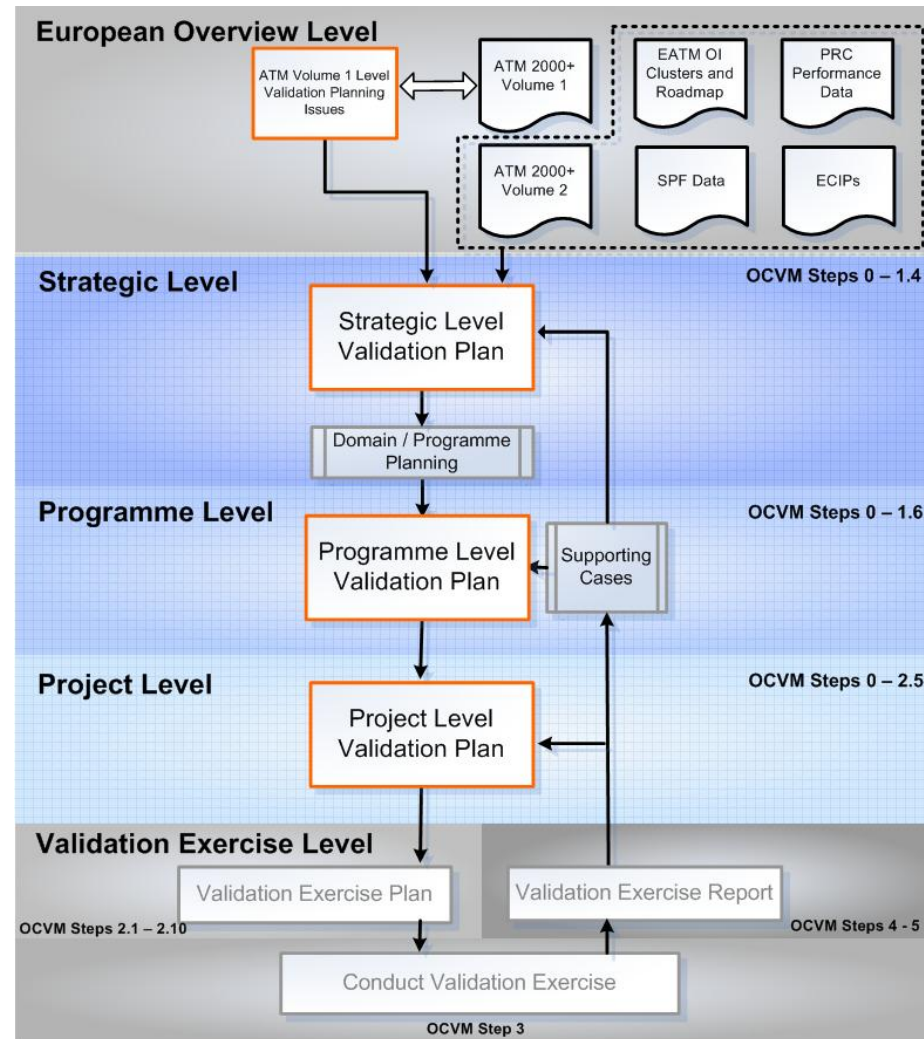 European Overview Level
ATM Volume 1 Level
Validation Planning
Issues
ATM 2000+
Volume 1
EATM OI
Clusters and
Roadmap
PRC
Performance
Data
ATM 2000+
Volume 2
SPF Data
ECIPs
Strategic Level
OCVM Steps 0 – 1.4
Strategic Level
Validation Plan
Domain / Programme
Planning
Programme Level
OCVM Steps 0 – 1.6
Programme Level
Validation Plan
Supporting
Cases
Project Level
OCVM Steps 0 – 2.5
Project Level
Validation Plan
Validation Exercise Level
Validation Exercise Plan
Validation Exercise Report
OCVM Steps 2.1 – 2.10
OCVM Steps 4 - 5
Conduct Validation Exercise
OCVM Step 3